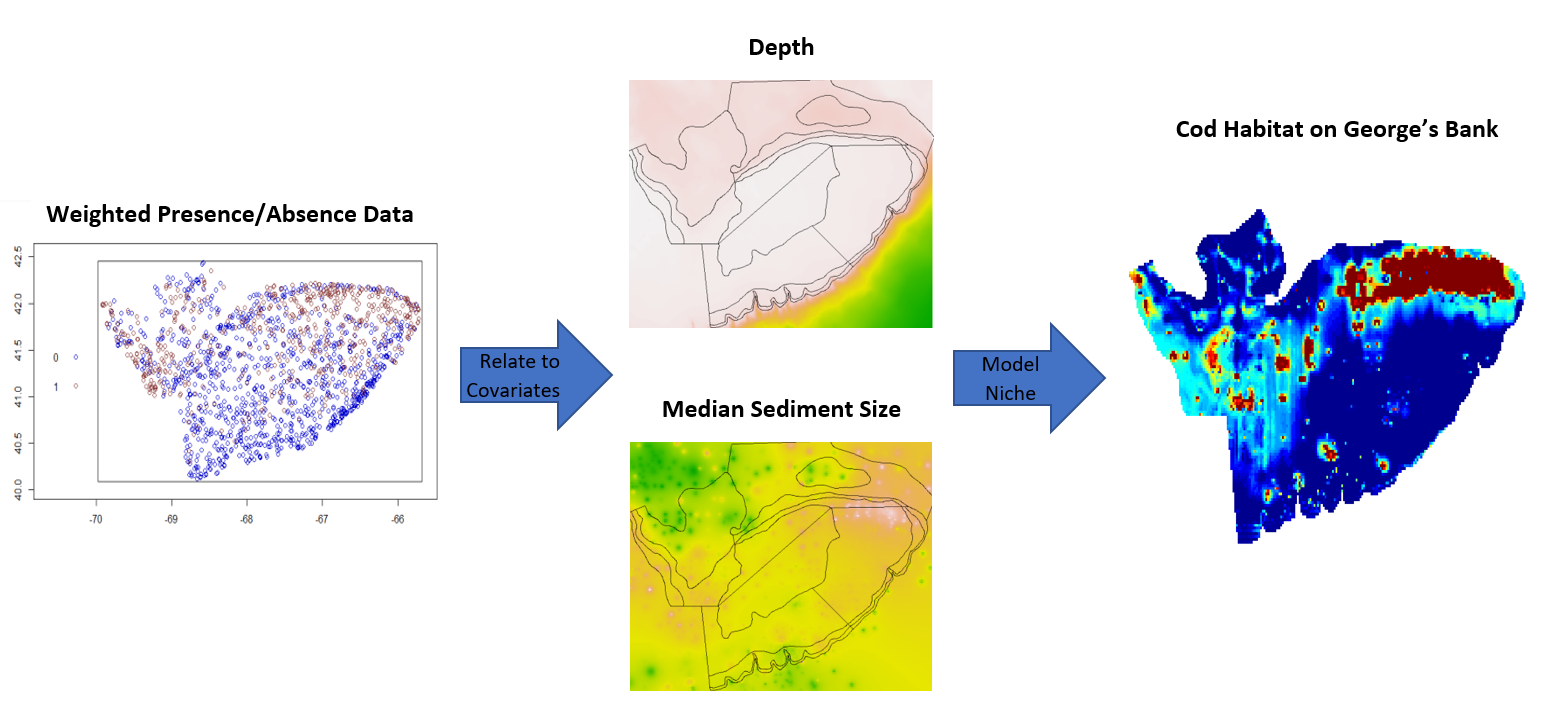 Weighted Presence/Absence Data
42.5
42.0
41.5
41.0
40.5
40.0
0
1
-70
-69
-68
-67
-66
Relate to
Covariates
Depth
Median Sediment Size
Model
Niche
Cod Habitat on George’s Bank